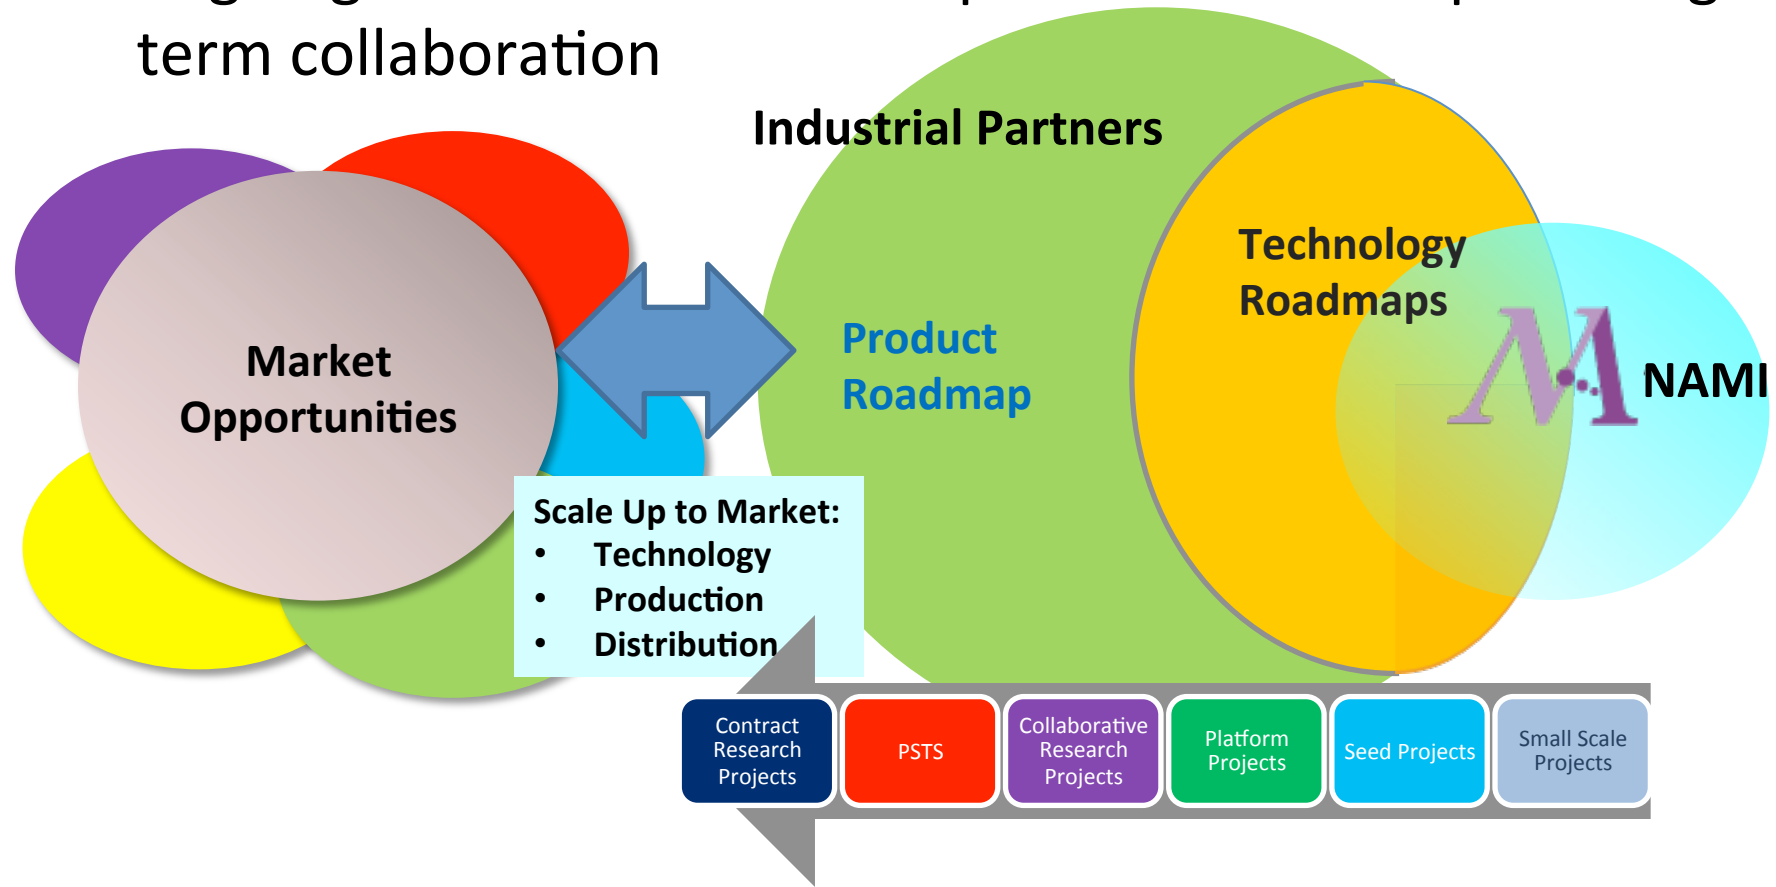 term collaboration
Industrial Partners
Technology
Roadmaps
NAMI
Product
Roadmap
Market
Opportunities
Scale Up to Market:
• Technology
• Production
• Distribution
Contract
Research
Projects
PSTS
Collaborative
Research
Projects
Platform
Projects
Seed Projects
Small Scale
Projects